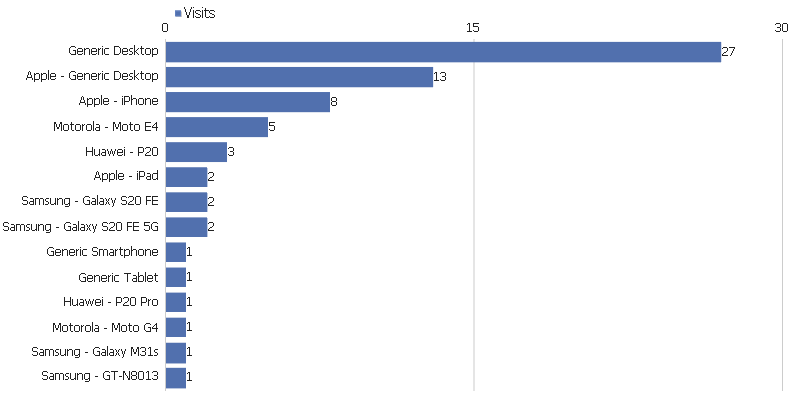 Visits
0 15 30
Generic Desktop 27
Apple - Generic Desktop 13
Apple - iPhone 8
Motorola - Moto E4 5
Huawei - P20 3
Apple - iPad 2
Samsung - Galaxy S20 FE 2
Samsung - Galaxy S20 FE 5G 2
Generic Smartphone 1
Generic Tablet 1
Huawei - P20 Pro 1
Motorola - Moto G4 1
Samsung - Galaxy M31s 1
Samsung - GT-N8013 1